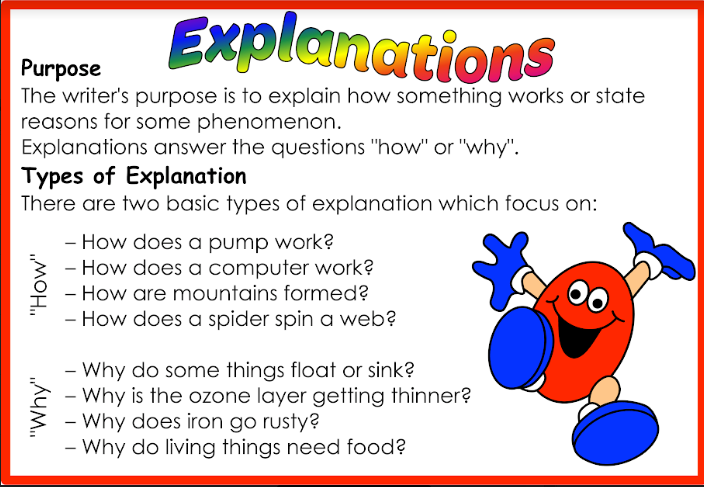 Explanations
Purpose
The writer's purpose is to explain how something works or state
reasons for some phenomenon.
Explanations answer the questions "how" or "why".
Types of Explanation
There are two basic types of explanation which focus on:
"How"
– How does a pump work?
– How does a computer work?
– How are mountains formed?
– How does a spider spin a web?
"Why"
– Why do some things float or sink?
– Why is the ozone layer getting thinner?
– Why does iron go rusty?
– Why do living things need food?